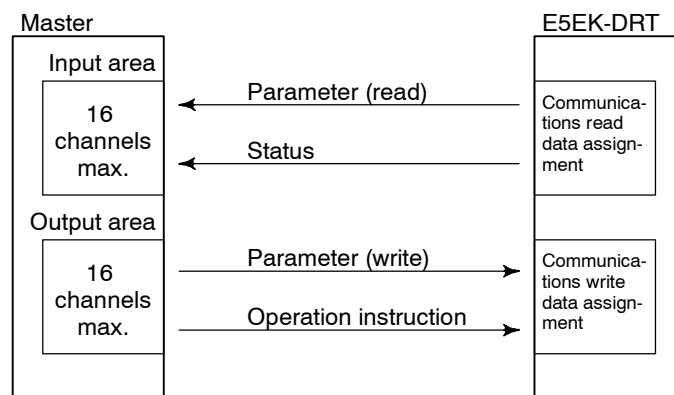 Master
E5EK-DRT
Input area
16
channels
max.
Parameter (read)
Status
Communica-
tions read
data assign-
ment
Output area
16
channels
max.
Parameter (write)
Operation instruction
Communica-
tions write
data assign-
ment